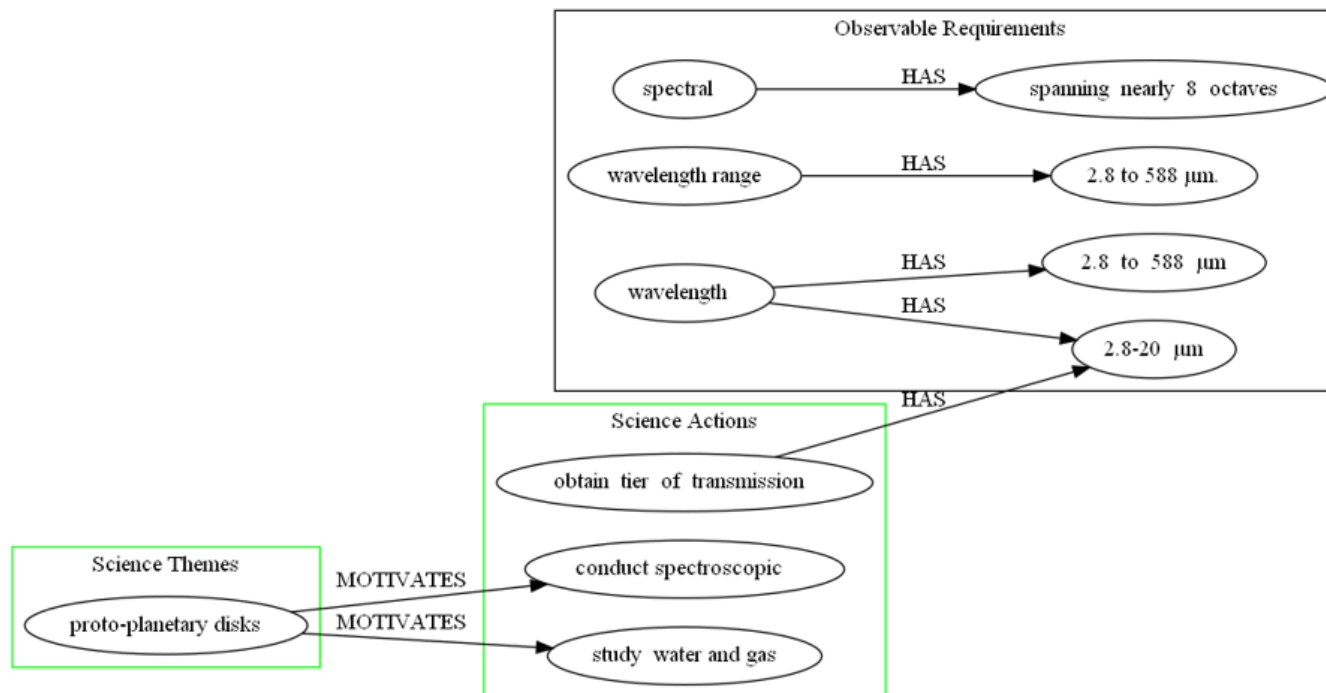 Observable Requirements
spectral
HAS
spanning nearly 8 octaves
wavelength range
HAS
2.8 to 588 µm.
wavelength
HAS
2.8 to 588 µm
HAS
2.8-20 µm
HAS
Science Actions
obtain tier of transmission
conduct spectroscopic
study water and gas
Science Themes
proto-planetary disks
MOTIVATES
MOTIVATES